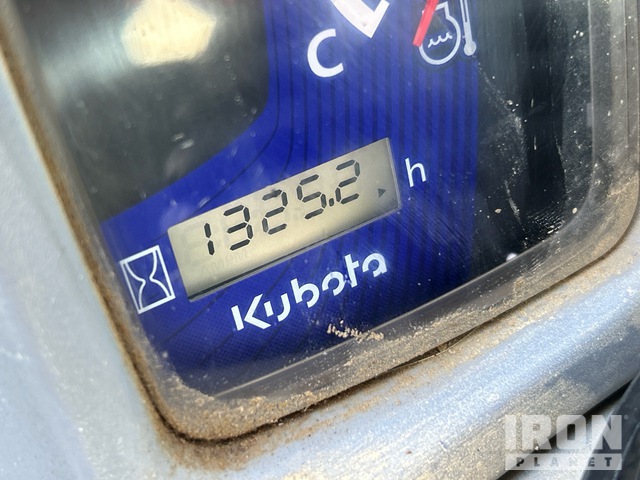 C
1325.2 h
Kubota
IRON
PLANET